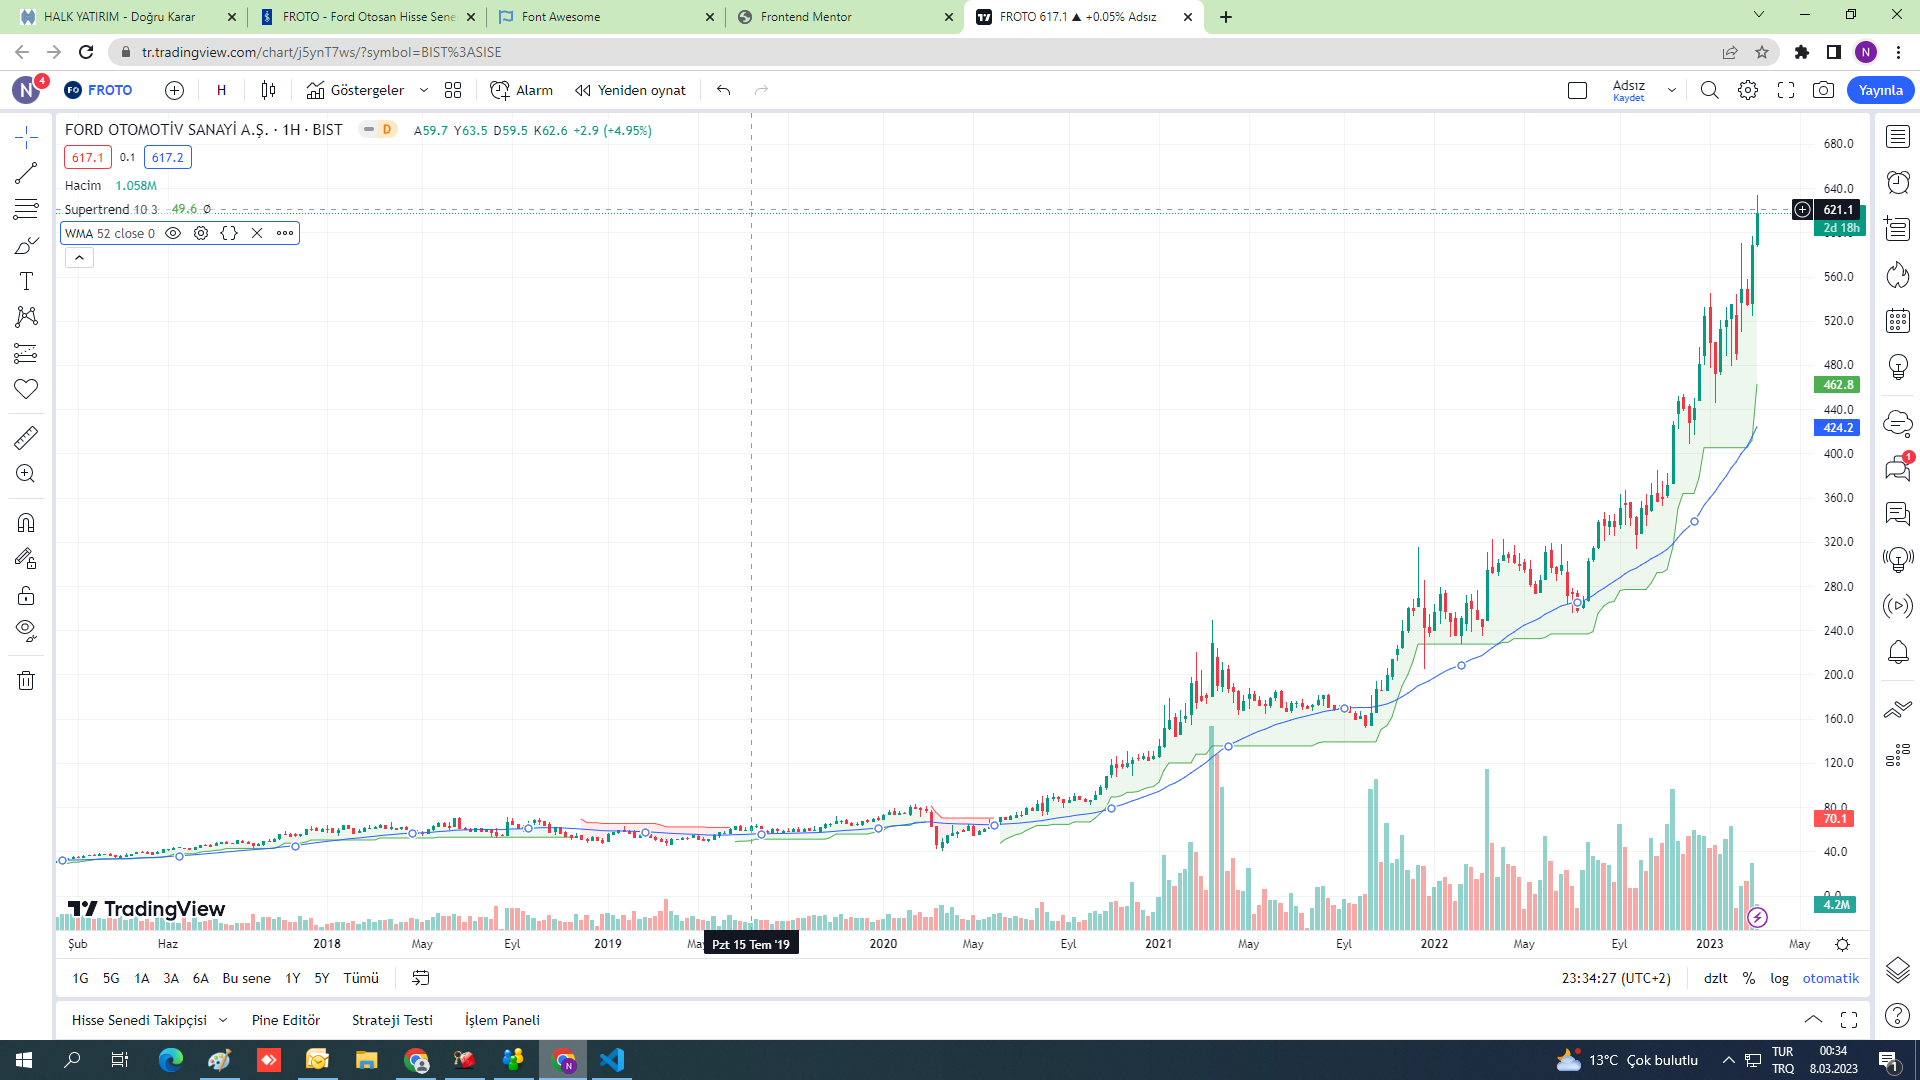 HALK YATIRIM - Doğru Karar
FROTO - Ford Otosan Hisse Sene
Font Awesome
Frontend Mentor
FROTO 617.1 ▲ +0.05% Adsız
tr.tradingview.com/chart/j5ynT7ws/?symbol=BIST%3ASISE
N
N 4
FO FROTO
H
Göstergeler
Alarm
Yeniden oynat
Adsız
Kaydet
Yayınla
FORD OTOMOTİV SANAYİ A.Ş. · 1H · BIST
D
A59.7 Y63.5 D59.5 K62.6 +2.9 (+4.95%)
617.1 0.1 617.2
Hacim 1.058M
Supertrend 10 3 49.6 Ø
WMA 52 close 0
680.0
640.0
621.1
2d 18h
560.0
520.0
480.0
462.8
440.0
424.2
400.0
360.0
320.0
280.0
240.0
200.0
160.0
120.0
80.0
70.1
40.0
0.0
4.2M
1
TradingView
Şub Haz 2018 May Eyl 2019 May Pzt 15 Tem '19 2020 May Eyl 2021 May Eyl 2022 May Eyl 2023 May
1G 5G 1A 3A 6A Bu sene 1Y 5Y Tümü
23:34:27 (UTC+2) dzlt % log otomatik
Hisse Senedi Takipçisi Pine Editör Strateji Testi İşlem Paneli
13°C Çok bulutlu
TUR
TRQ
00:34
8.03.2023
1